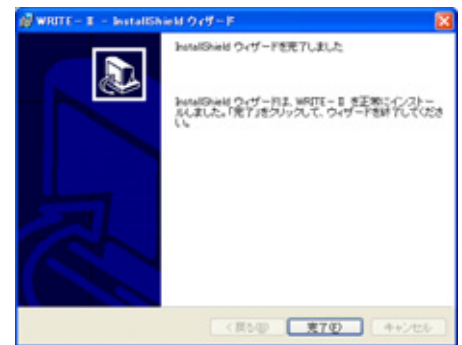 WRITE-Ⅱ - InstallShield ウィザード
InstallShield ウィザードを完了しました
InstallShield ウィザードは、WRITE-Ⅱ を正常にインストー
ルしました。「完了」をクリックして、ウィザードを終了してくださ
い。
< 戻る(B)
完了(F)
キャンセル